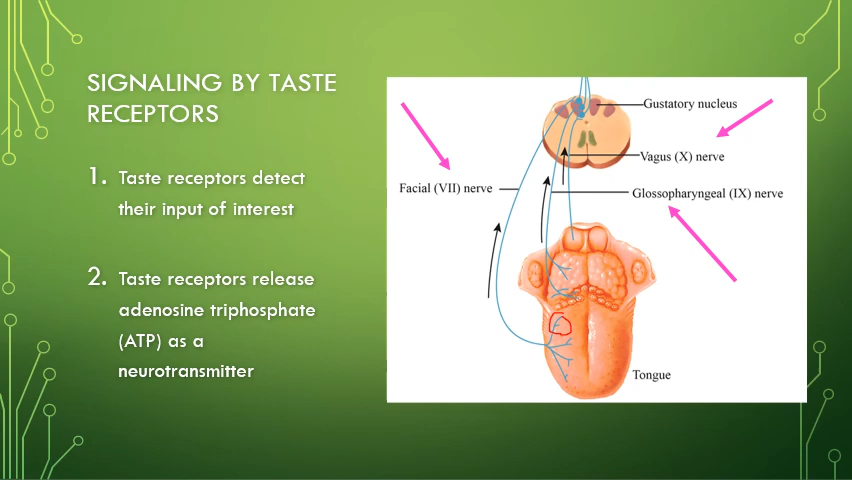 SIGNALING BY TASTE
RECEPTORS
1. Taste receptors detect
their input of interest
2. Taste receptors release
adenosine triphosphate
(ATP) as a
neurotransmitter
Gustatory nucleus
Vagus (X) nerve
Facial (VII) nerve
Glossopharyngeal (IX) nerve
Tongue